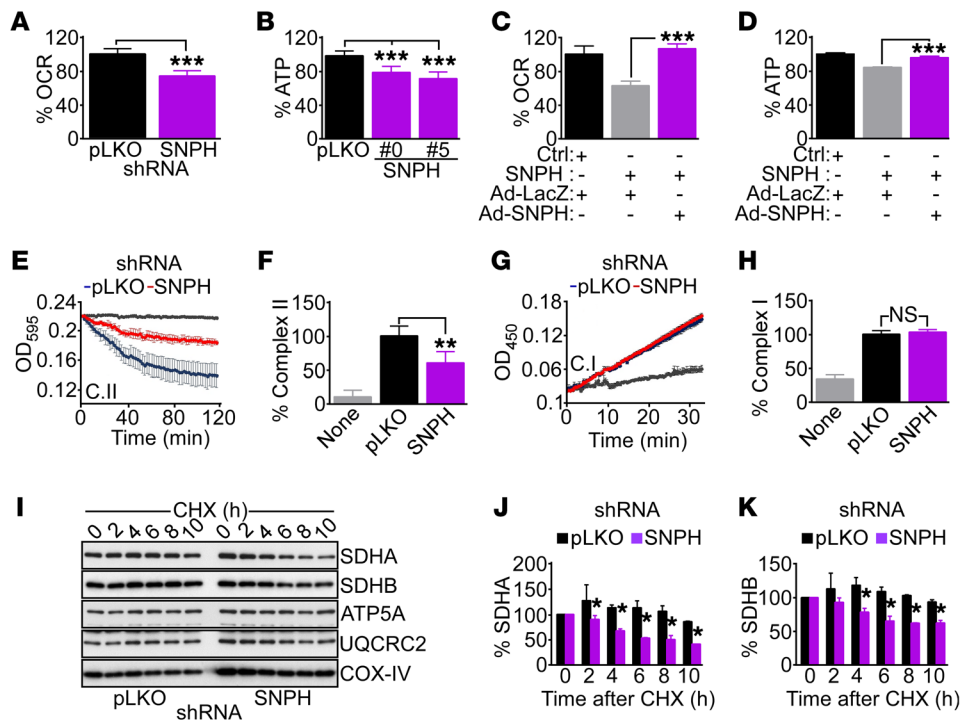 A
% OCR
120
80
40
0
***
pLKO SNPH
shRNA
B
% ATP
120
80
40
0
*** ***
pLKO #0 #5
SNPH
C
% OCR
120
80
40
0
***
Ctrl: + - -
SNPH : - + +
Ad-LacZ: + + -
Ad-SNPH : - - +
D
% ATP
120
80
40
0
***
Ctrl: + - -
SNPH : - + +
Ad-LacZ: + + -
Ad-SNPH : - - +
E
shRNA
pLKO SNPH
OD595
0.24
0.2
0.16
0.12
C.II
0 40 80 120
Time (min)
F
% Complex II
150
100
50
0
**
None pLKO SNPH
G
shRNA
pLKO SNPH
OD450
0.18
0.15
0.12
0.1
C.I
0 10 20 30
Time (min)
H
% Complex I
150
100
50
0
NS
None pLKO SNPH
I
CHX (h)
0 2 4 6 8 10 0 2 4 6 8 10
SDHA
SDHB
ATP5A
UQCRC2
COX-IV
pLKO SNPH
shRNA
J
shRNA
pLKO SNPH
% SDHA
200
150
100
50
0
* * * * *
0 2 4 6 8 10
Time after CHX (h)
K
shRNA
pLKO SNPH
% SDHB
150
100
50
0
* * * *
0 2 4 6 8 10
Time after CHX (h)